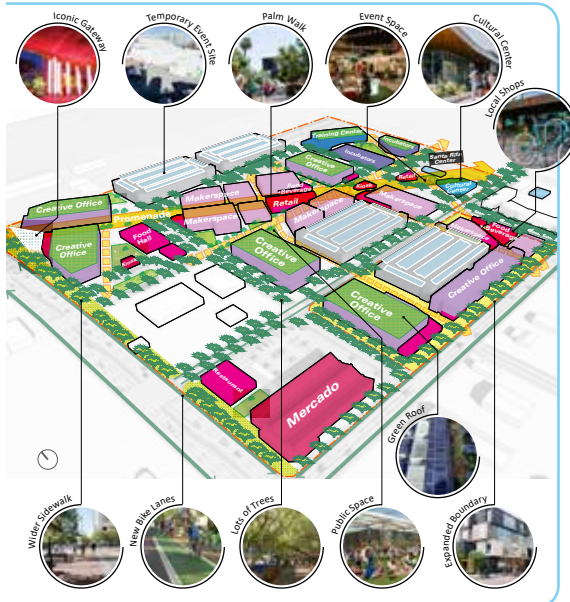 Iconic Gateway
Temporary Event Site
Palm Walk
Event Space
Cultural Center
Local Shops
Training Center
Incubators
Incubators
Creative
Office
Santa Rita
Center
Retail
Cultural
Center
Kiosk
Food
Beverage
Makerspace
Makerspace
Retail
Creative Office
Promenade
Makerspace
Makerspace
Makerspace
Food
Beverage
Creative
Office
Food
Hall
Kiosk
Creative
Office
Creative Office
Creative
Office
Restaurant
Mercado
Green Roof
Wider Sidewalk
New Bike Lanes
Lots of Trees
Public Space
Expanded Boundary